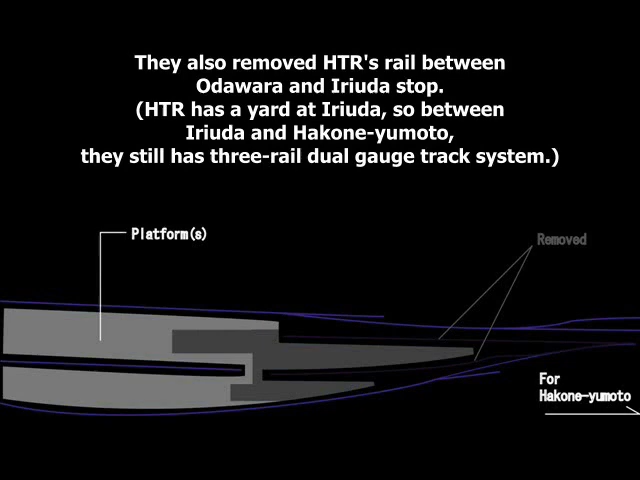 They also removed HTR's rail between
Odawara and Iriuda stop.
(HTR has a yard at Iriuda, so between
Iriuda and Hakone-yumoto,
they still has three-rail dual gauge track system.)
Platform(s)
Removed
For
Hakone-yumoto